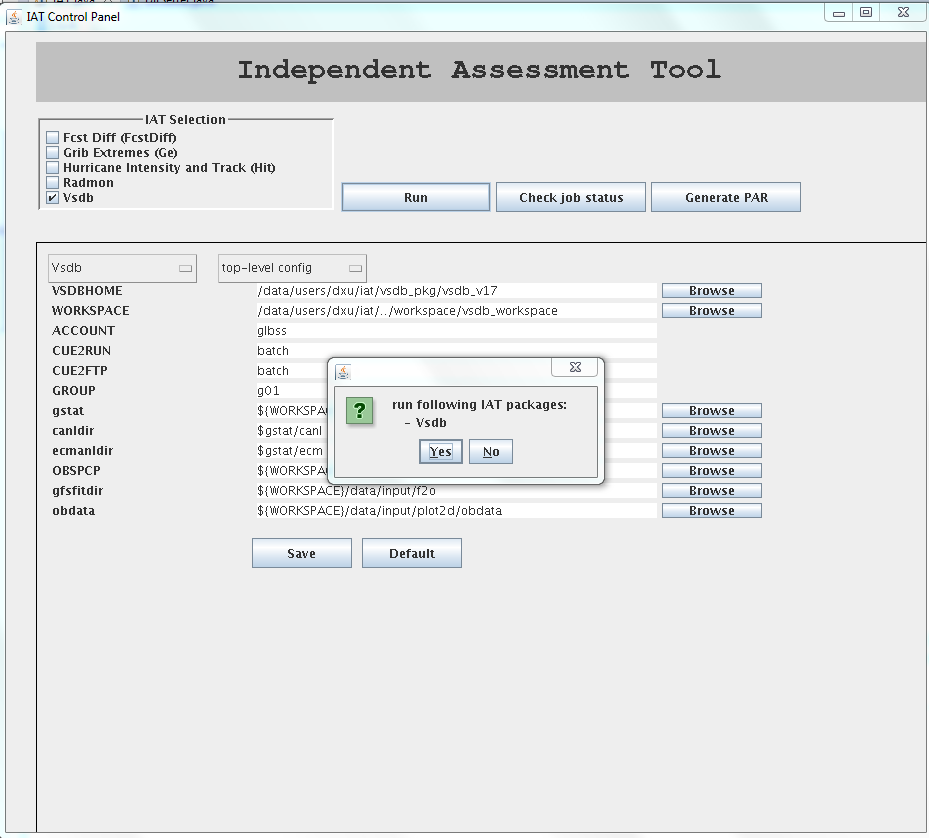 IAT Control Panel
Independent Assessment Tool
IAT Selection
Fcst Diff (FcstDiff)
Grib Extremes (Ge)
Hurricane Intensity and Track (Hit)
Radmon
Vsdb
Run
Check job status
Generate PAR
Vsdb
top-level config
VSDBHOME /data/users/dxu/iat/vsdb_pkg/vsdb_v17 Browse
WORKSPACE /data/users/dxu/iat/../workspace/vsdb_workspace Browse
ACCOUNT glbss
CUE2RUN batch
CUE2FTP batch
GROUP g01
gstat ${WORKSPA Browse
canldir $gstat/canl Browse
ecmanldir $gstat/ecm Browse
OBSPCP ${WORKSPA Browse
gfsfitdir ${WORKSPACE}/data/input/f2o Browse
obdata ${WORKSPACE}/data/input/plot2d/obdata Browse
run following IAT packages:
- Vsdb
Yes
No
Save
Default